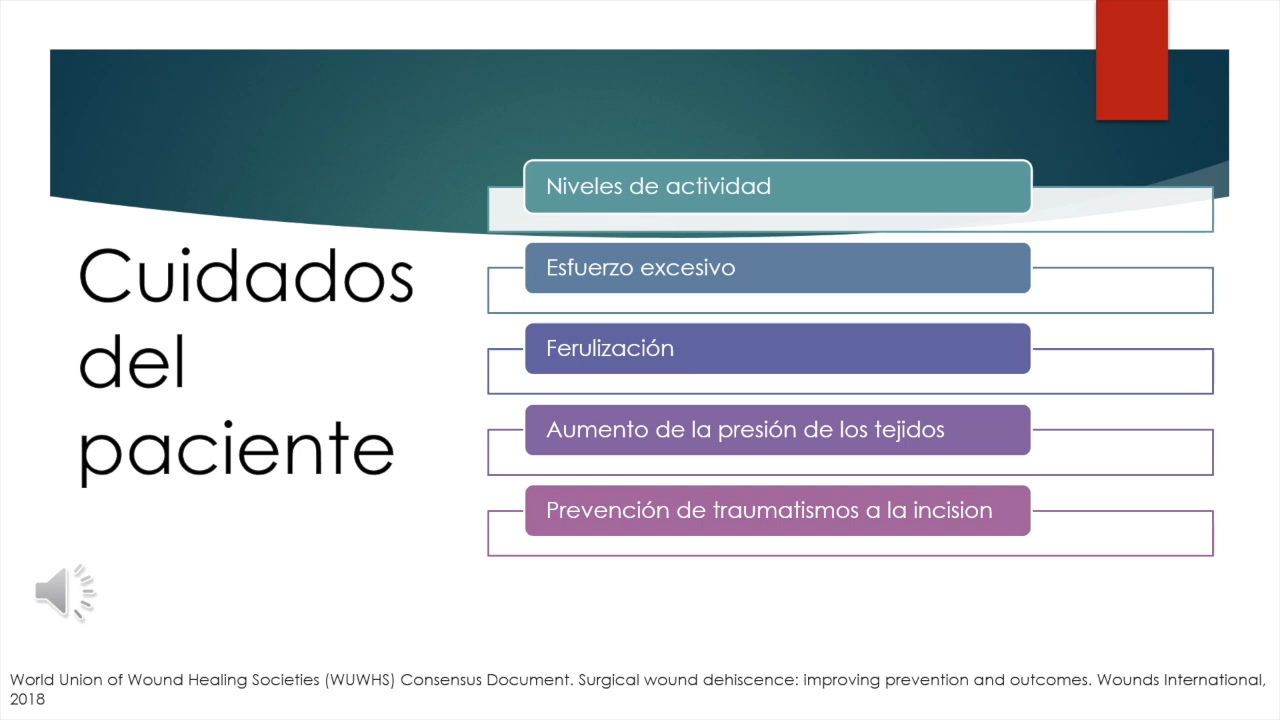 Cuidados
del
paciente
Niveles de actividad
Esfuerzo excesivo
Ferulización
Aumento de la presión de los tejidos
Prevención de traumatismos a la incision
World Union of Wound Healing Societies (WUWHS) Consensus Document. Surgical wound dehiscence: improving prevention and outcomes. Wounds International,
2018